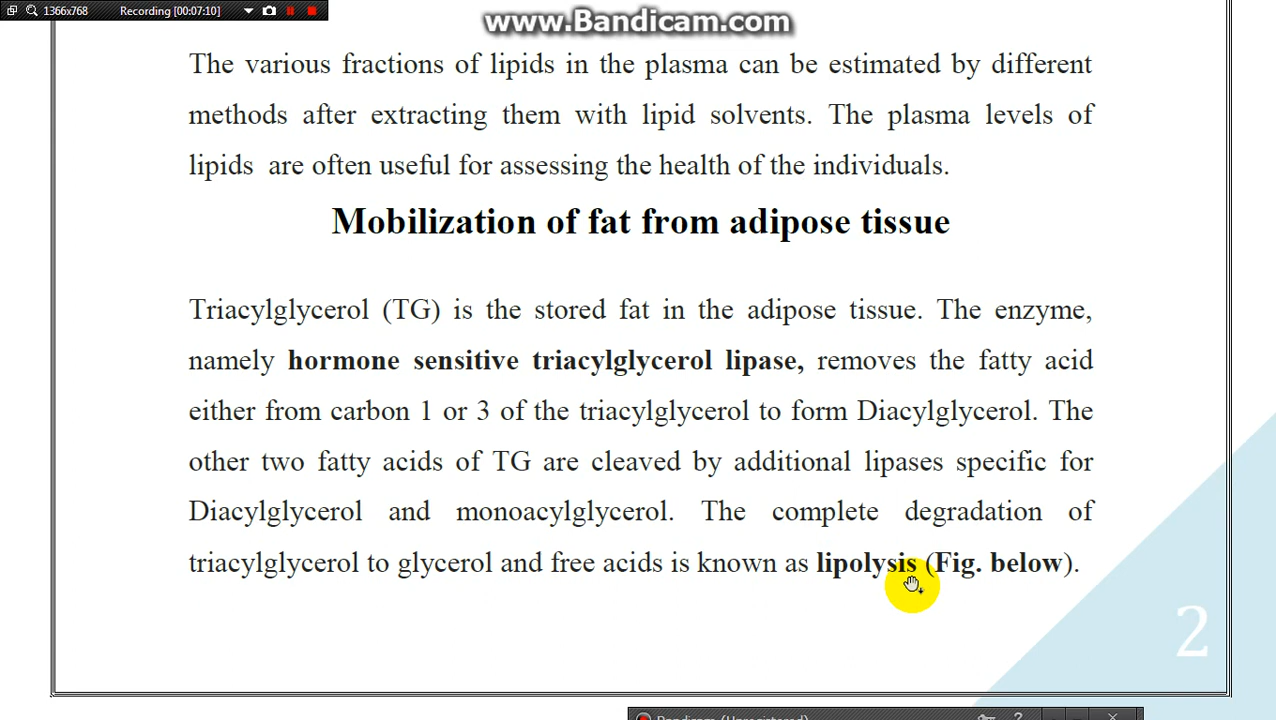 1366x768 Recording [00:07:10]
www.Bandicam.com
The various fractions of lipids in the plasma can be estimated by different
methods after extracting them with lipid solvents. The plasma levels of
lipids are often useful for assessing the health of the individuals.
Mobilization of fat from adipose tissue
Triacylglycerol (TG) is the stored fat in the adipose tissue. The enzyme,
namely hormone sensitive triacylglycerol lipase, removes the fatty acid
either from carbon 1 or 3 of the triacylglycerol to form Diacylglycerol. The
other two fatty acids of TG are cleaved by additional lipases specific for
Diacylglycerol and monoacylglycerol. The complete degradation of
triacylglycerol to glycerol and free acids is known as lipolysis (Fig. below).
2
Bandicam (Unregistered)